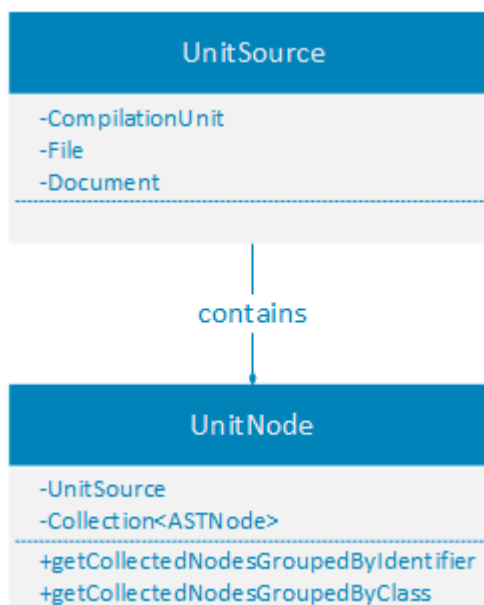 UnitSource
-CompilationUnit
-File
-Document
contains
UnitNode
-UnitSource
-Collection<ASTNode>
+getCollectedNodesGroupedByIdentifier
+getCollectedNodesGroupedByClass